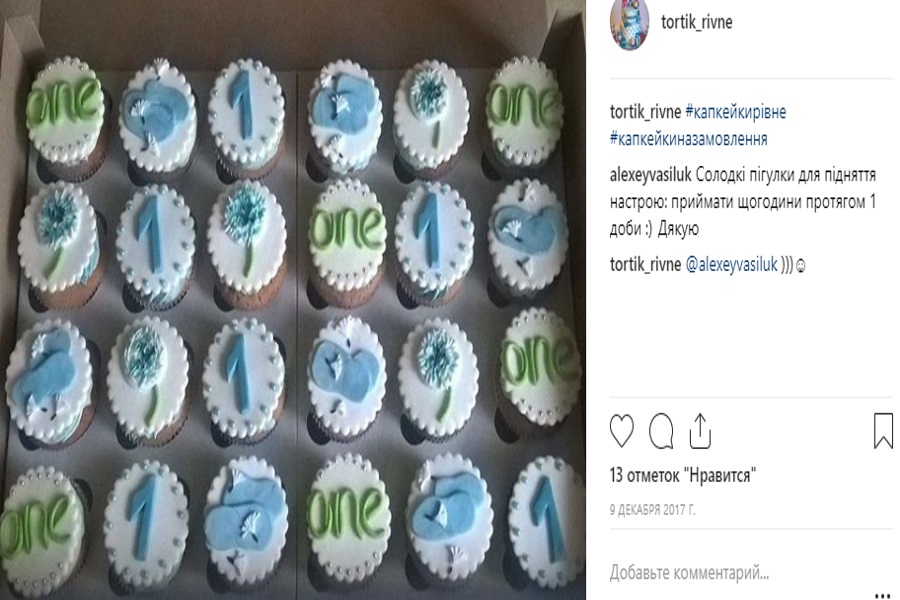 one 1 one
1 one 1
1 one
one 1 one 1
tortik_rivne
tortik_rivne #капкейкирівне
#капкейкиназамовлення
alexeyvasiluk Солодкі пігулки для підняття
настрою: приймати щогодини протягом 1
доби :) Дякую
tortik_rivne @alexeyvasiluk )))☺
13 отметок "Нравится"
9 ДЕКАБРЯ 2017 Г.
Добавьте комментарий...